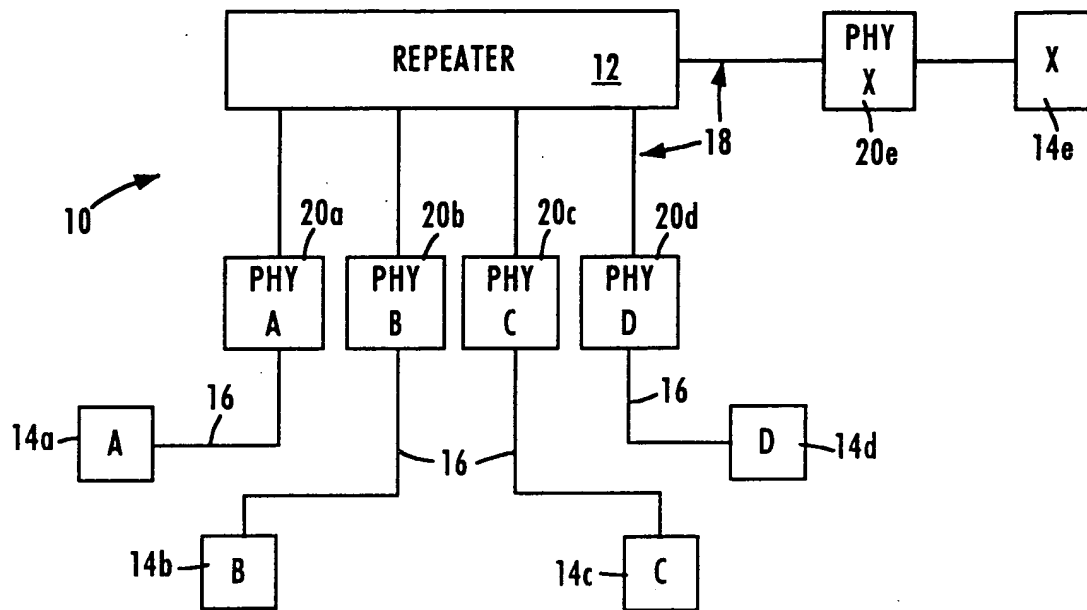 REPEATER 12
PHY X
X
20e
14e
18
10
20a
20b
20c
20d
PHY A
PHY B
PHY C
PHY D
16
16
14a
A
16
D
14d
14b
B
14c
C